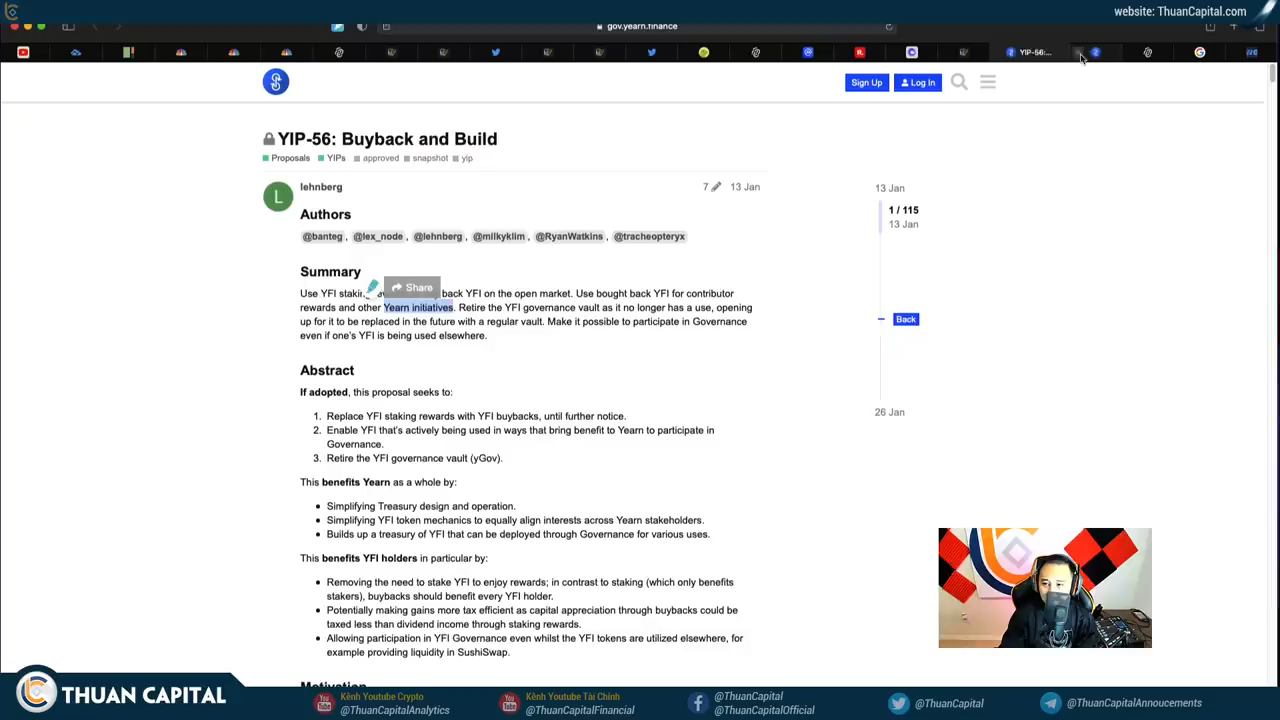 website: ThuanCapital.com
gov.yearn.finance
YIP-56:...
Sign Up
Log In
YIP-56: Buyback and Build
Proposals YIPs approved snapshot yip
L
lehnberg
7 13 Jan
Authors
@banteg , @lex_node , @lehnberg , @milkyklim , @RyanWatkins , @tracheopteryx
Summary
Share
Use YFI back YFI on the open market. Use bought back YFI for contributor
rewards and other Yearn initiatives. Retire the YFI governance vault as it no longer has a use, opening
up for it to be replaced in the future with a regular vault. Make it possible to participate in Governance
even if one's YFI is being used elsewhere.
Abstract
If adopted, this proposal seeks to:
1. Replace YFI staking rewards with YFI buybacks, until further notice.
2. Enable YFI that's actively being used in ways that bring benefit to Yearn to participate in
Governance.
3. Retire the YFI governance vault (yGov).
This benefits Yearn as a whole by:
• Simplifying Treasury design and operation.
• Simplifying YFI token mechanics to equally align interests across Yearn stakeholders.
• Builds up a treasury of YFI that can be deployed through Governance for various uses.
This benefits YFI holders in particular by:
• Removing the need to stake YFI to enjoy rewards; in contrast to staking (which only benefits
stakers), buybacks should benefit every YFI holder.
• Potentially making gains more tax efficient as capital appreciation through buybacks could be
taxed less than dividend income through staking rewards.
• Allowing participation in YFI Governance even whilst the YFI tokens are utilized elsewhere, for
example providing liquidity in SushiSwap.
13 Jan
1 / 115
13 Jan
Back
26 Jan
THUAN CAPITAL
You Tube
Kênh Youtube Crypto
@ThuanCapitalAnalytics
You Tube
Kênh Youtube Tài Chính
@ThuanCapitalFinancial
@ThuanCapital
@ThuanCapitalOfficial
@ThuanCapital
@ThuanCapitalAnnoucements